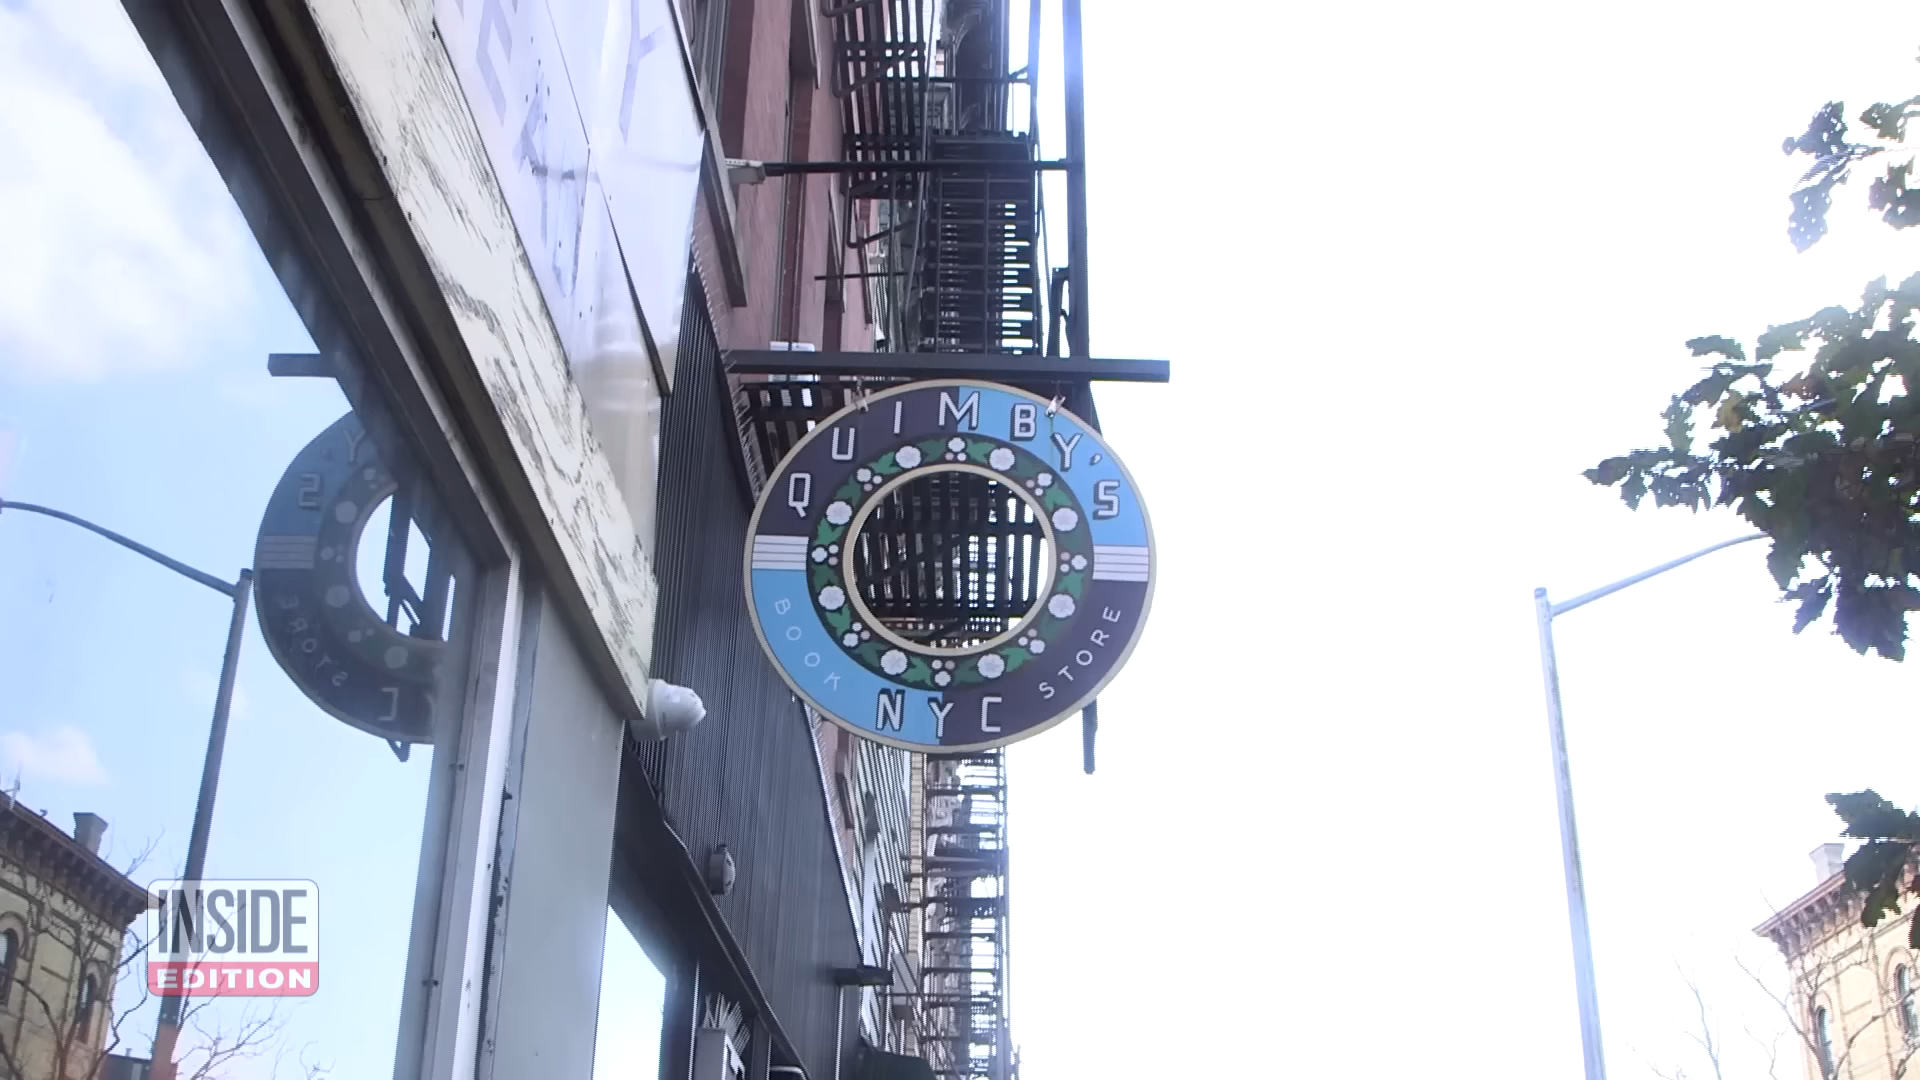 QUIMBY'S
BOOK STORE
NYC
INSIDE
EDITION